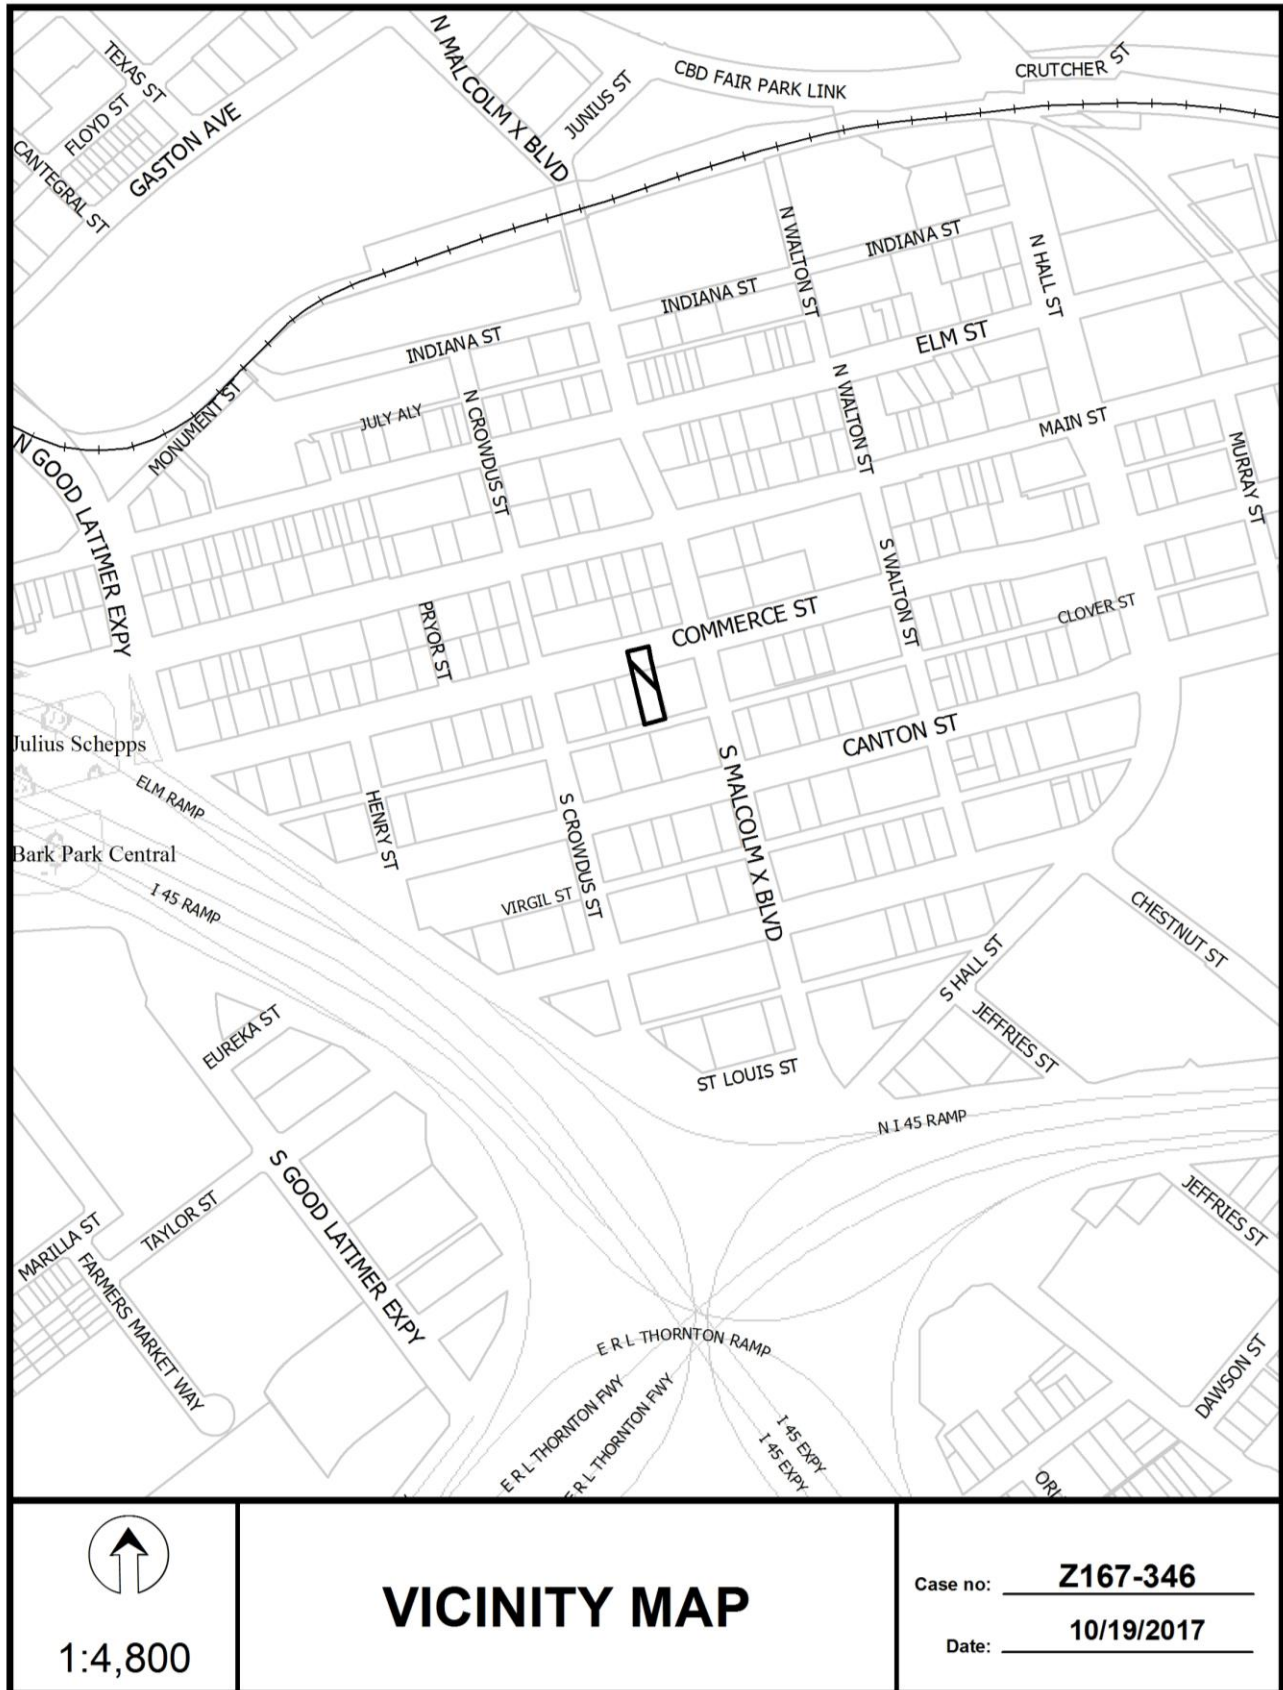 TEXAS ST
FLOYD ST
CANTEGRAL ST
GASTON AVE
N MALCOLM X BLVD
JUNIUS ST
CBD FAIR PARK LINK
CRUTCHER ST
N WALTON ST
INDIANA ST
N HALL ST
INDIANA ST
INDIANA ST
ELM ST
MONUMENT ST
JULY ALY
N CROWDUS ST
N WALTON ST
MAIN ST
MURRAY ST
N GOOD LATIMER EXPY
PRYOR ST
COMMERCE ST
S WALTON ST
CLOVER ST
CANTON ST
Julius Schepps
ELM RAMP
Bark Park Central
I 45 RAMP
HENRY ST
S CROWDUS ST
S MALCOLM X BLVD
VIRGIL ST
CHESTNUT ST
S HALL ST
JEFFRIES ST
EUREKA ST
ST LOUIS ST
N I 45 RAMP
S GOOD LATIMER EXPY
TAYLOR ST
MARILLA ST
FARMERS MARKET WAY
JEFFRIES ST
E R L THORNTON RAMP
E R L THORNTON FWY
E R L THORNTON FWY
I 45 EXPY
I 45 EXPY
DAWSON ST
1:4,800
VICINITY MAP
Case no: Z167-346
Date: 10/19/2017